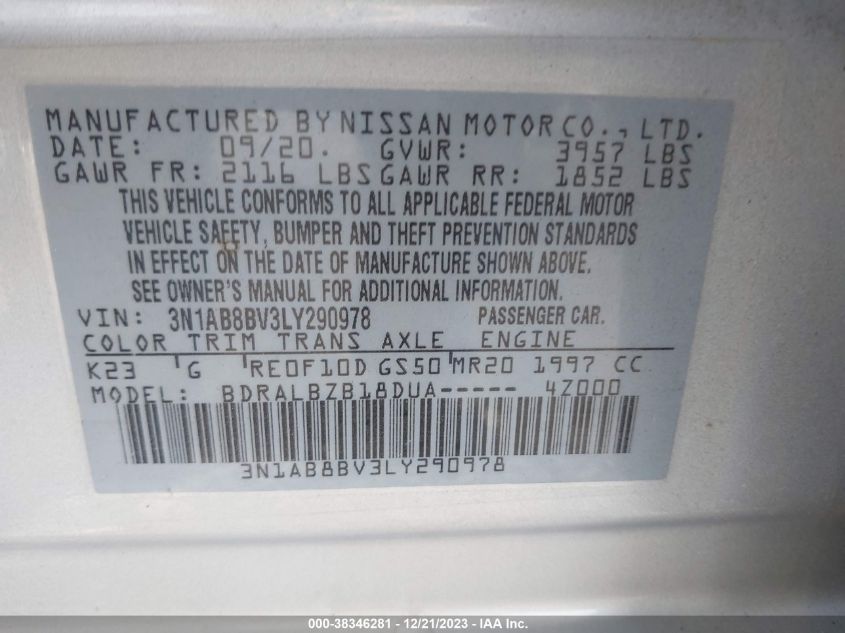 MANUFACTURED BY NISSAN MOTOR CO., LTD.
DATE: 09/20. GVWR: 3957 LBS
GAWR FR: 2116 LBS GAWR RR: 1852 LBS
THIS VEHICLE CONFORMS TO ALL APPLICABLE FEDERAL MOTOR
VEHICLE SAFETY, BUMPER AND THEFT PREVENTION STANDARDS
IN EFFECT ON THE DATE OF MANUFACTURE SHOWN ABOVE.
SEE OWNER'S MANUAL FOR ADDITIONAL INFORMATION.
VIN: 3N1AB8BV3LY290978 PASSENGER CAR.
COLOR TRIM TRANS AXLE ENGINE
K23 G RE0F10D GS50 MR20 1997 CC
MODEL: BDRALBZB18DUA----- 4Z000
3N1AB8BV3LY290978
000-38346281 - 12/21/2023 - IAA Inc.